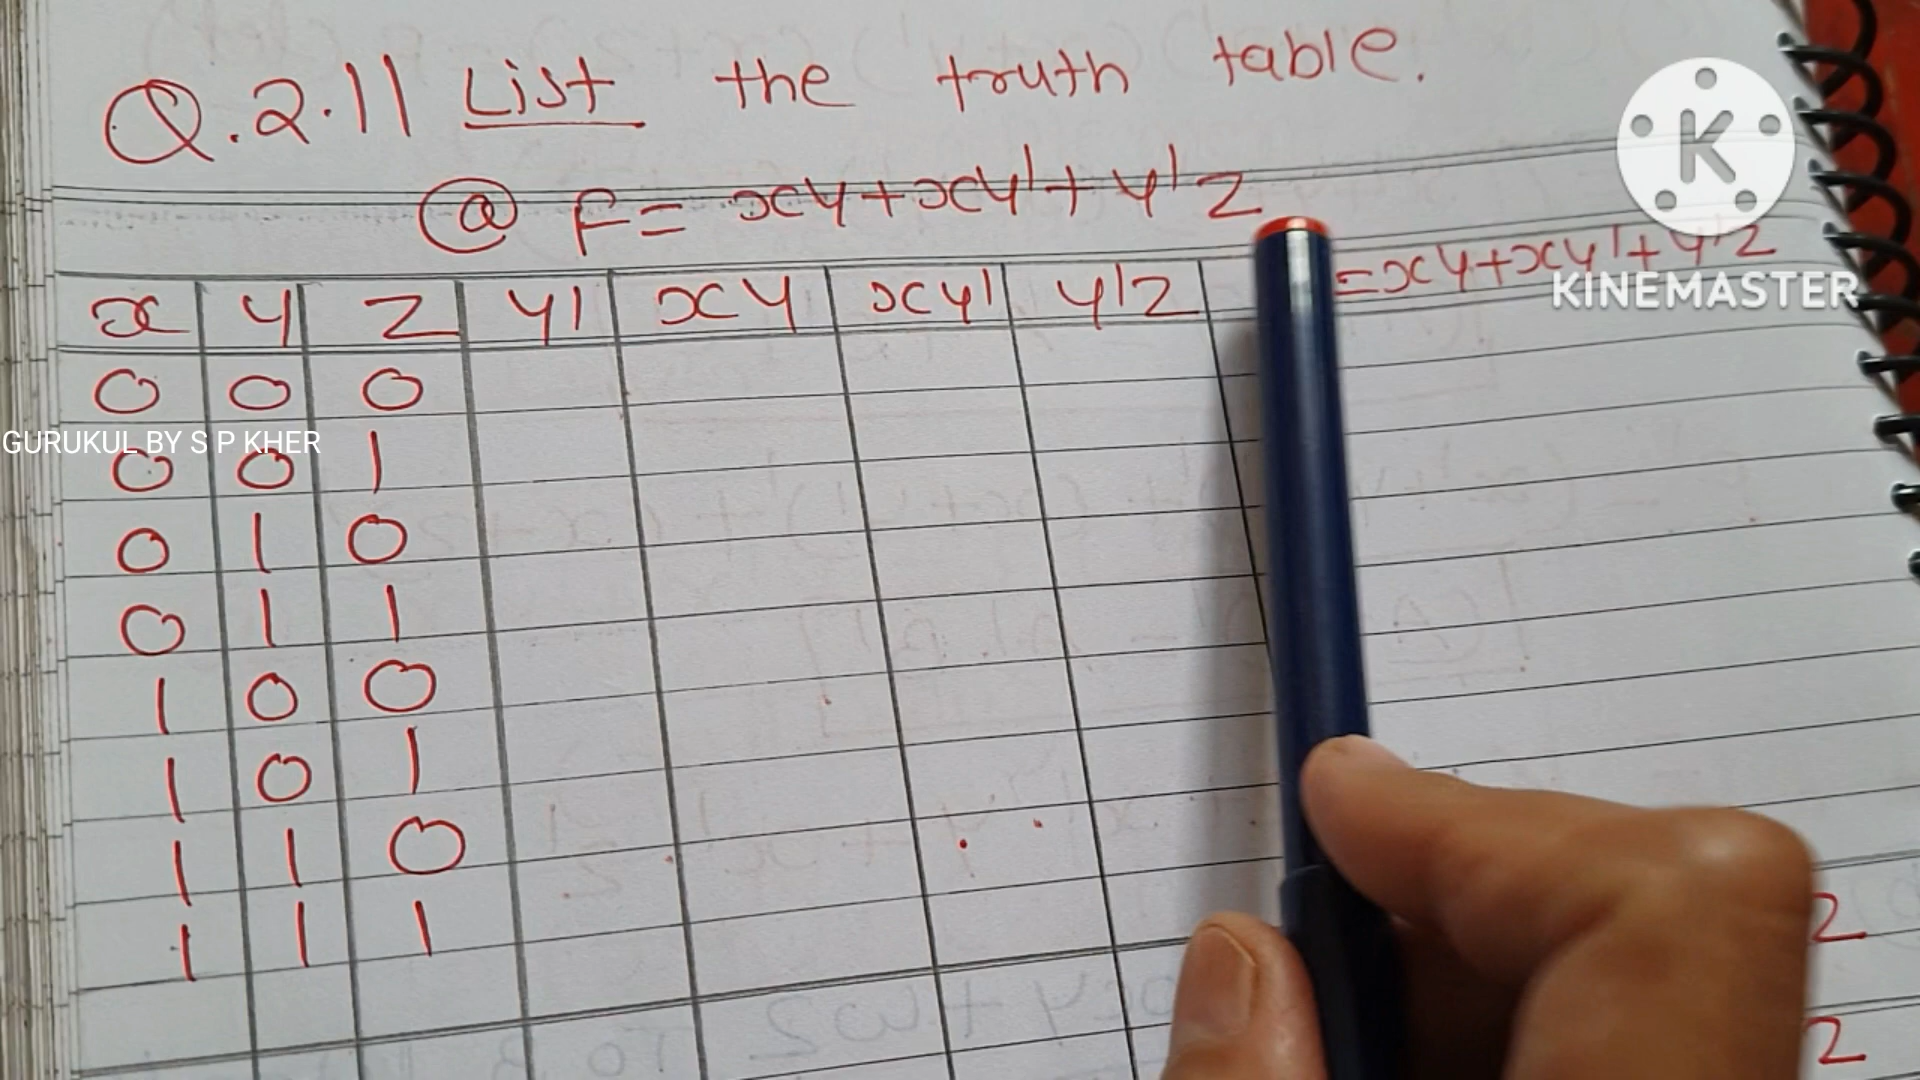 Q.2.11 List the truth table.
ⓐ F = xy+xy'+y'z
x y z y' xy xy' y'z =xy+xy'+y'z
0 0 0
0 0 1
0 1 0
0 1 1
1 0 0
1 0 1
1 1 0
1 1 1
z
z
K
KINEMASTER
GURUKUL BY S P KHER